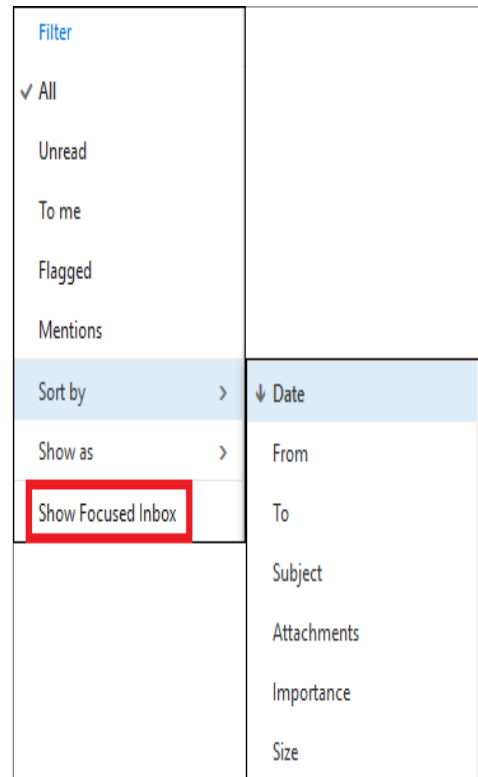 Filter
All
Unread
To me
Flagged
Mentions
Sort by
Show as
Show Focused Inbox
Date
From
To
Subject
Attachments
Importance
Size